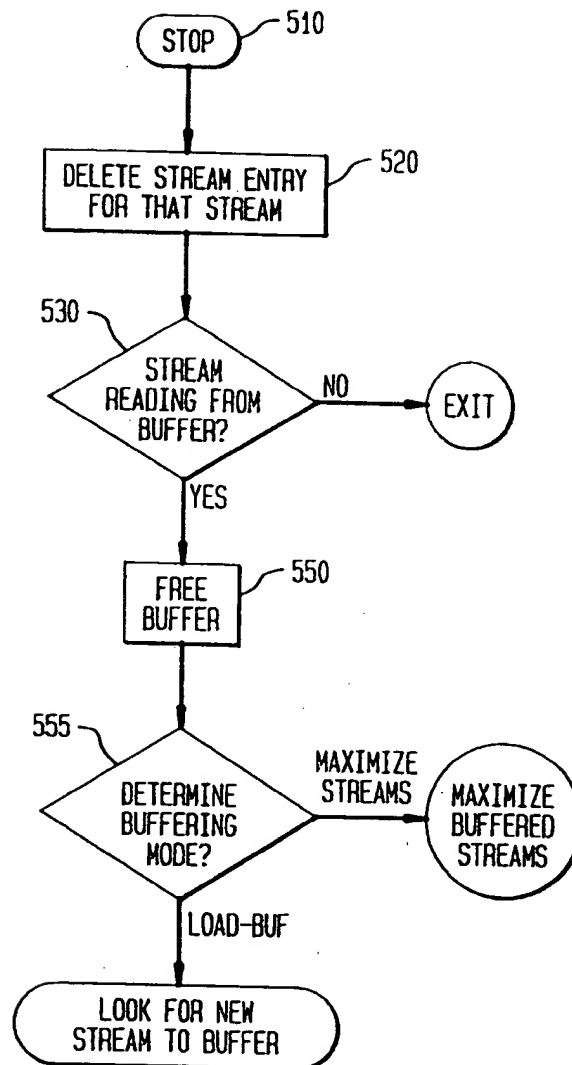 510
STOP
520
DELETE STREAM ENTRY
FOR THAT STREAM
530
STREAM
READING FROM
BUFFER?
NO
EXIT
YES
550
FREE
BUFFER
555
DETERMINE
BUFFERING
MODE?
MAXIMIZE
STREAMS
MAXIMIZE
BUFFERED
STREAMS
LOAD-BUF
LOOK FOR NEW
STREAM TO BUFFER